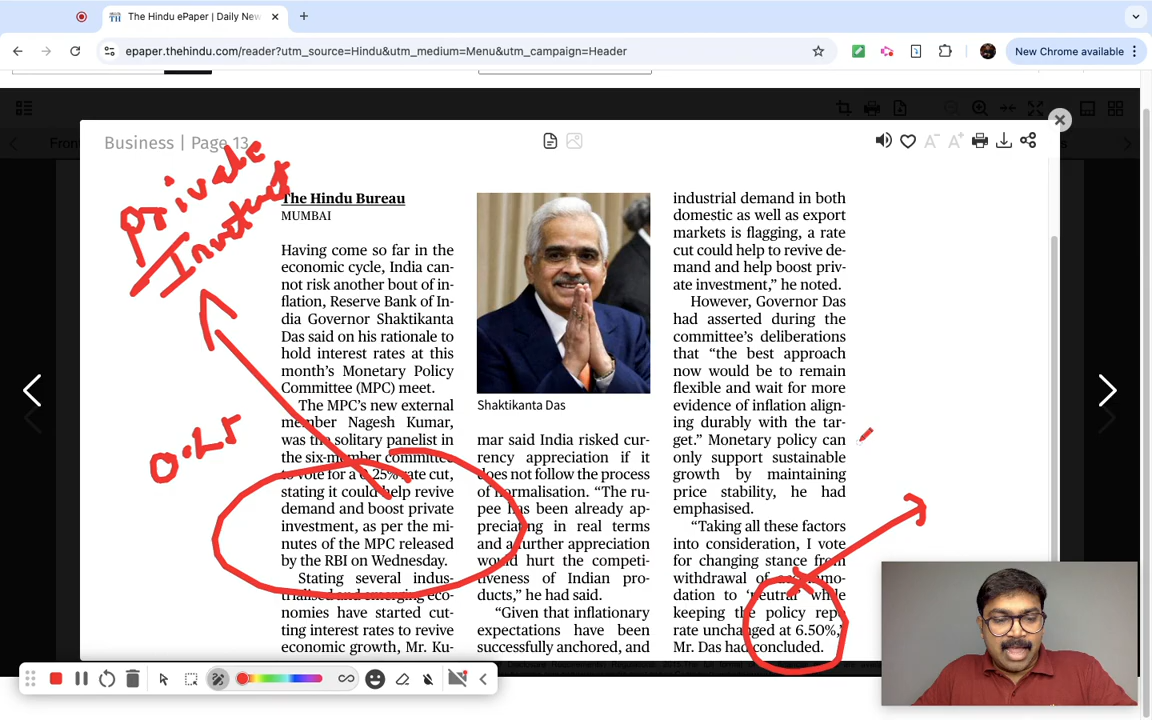 The Hindu ePaper | Daily New
epaper.thehindu.com/reader?utm_source=Hindu&utm_medium=Menu&utm_campaign=Header
New Chrome available
Business | Page 13
Private
Investment
0.25
The Hindu Bureau
MUMBAI
Having come so far in the
economic cycle, India can-
not risk another bout of in-
flation, Reserve Bank of In-
dia Governor Shaktikanta
Das said on his rationale to
hold interest rates at this
month's Monetary Policy
Committee (MPC) meet.
The MPC's new external
member Nagesh Kumar,
was the solitary panelist in
the six-member committee
to vote for a 0.25% rate cut,
stating it could help revive
demand and boost private
investment, as per the mi-
nutes of the MPC released
by the RBI on Wednesday.
Stating several indus-
trialised and emerging eco-
nomies have started cut-
ting interest rates to revive
economic growth, Mr. Ku-
Shaktikanta Das
mar said India risked cur-
rency appreciation if it
does not follow the process
of normalisation. “The ru-
pee has been already ap-
preciating in real terms
and a further appreciation
would hurt the competi-
tiveness of Indian pro-
ducts,” he had said.
“Given that inflationary
expectations have been
successfully anchored, and
industrial demand in both
domestic as well as export
markets is flagging, a rate
cut could help to revive de-
mand and help boost priv-
ate investment,” he noted.
However, Governor Das
had asserted during the
committee's deliberations
that “the best approach
now would be to remain
flexible and wait for more
evidence of inflation align-
ing durably with the tar-
get.” Monetary policy can
only support sustainable
growth by maintaining
price stability, he had
emphasised.
“Taking all these factors
into consideration, I vote
for changing stance from
withdrawal of accommo-
dation to ‘neutral’ while
keeping the policy repo
rate unchanged at 6.50%,”
Mr. Das had concluded.